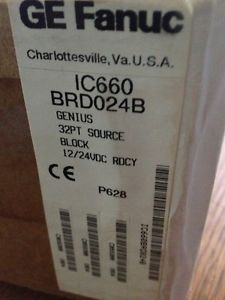 GE Fanuc
Charlottesville, Va. U.S.A.
IC660
BRD024B
GENIUS
32PT SOURCE
BLOCK
12/24VDC RDCY
CE
P628